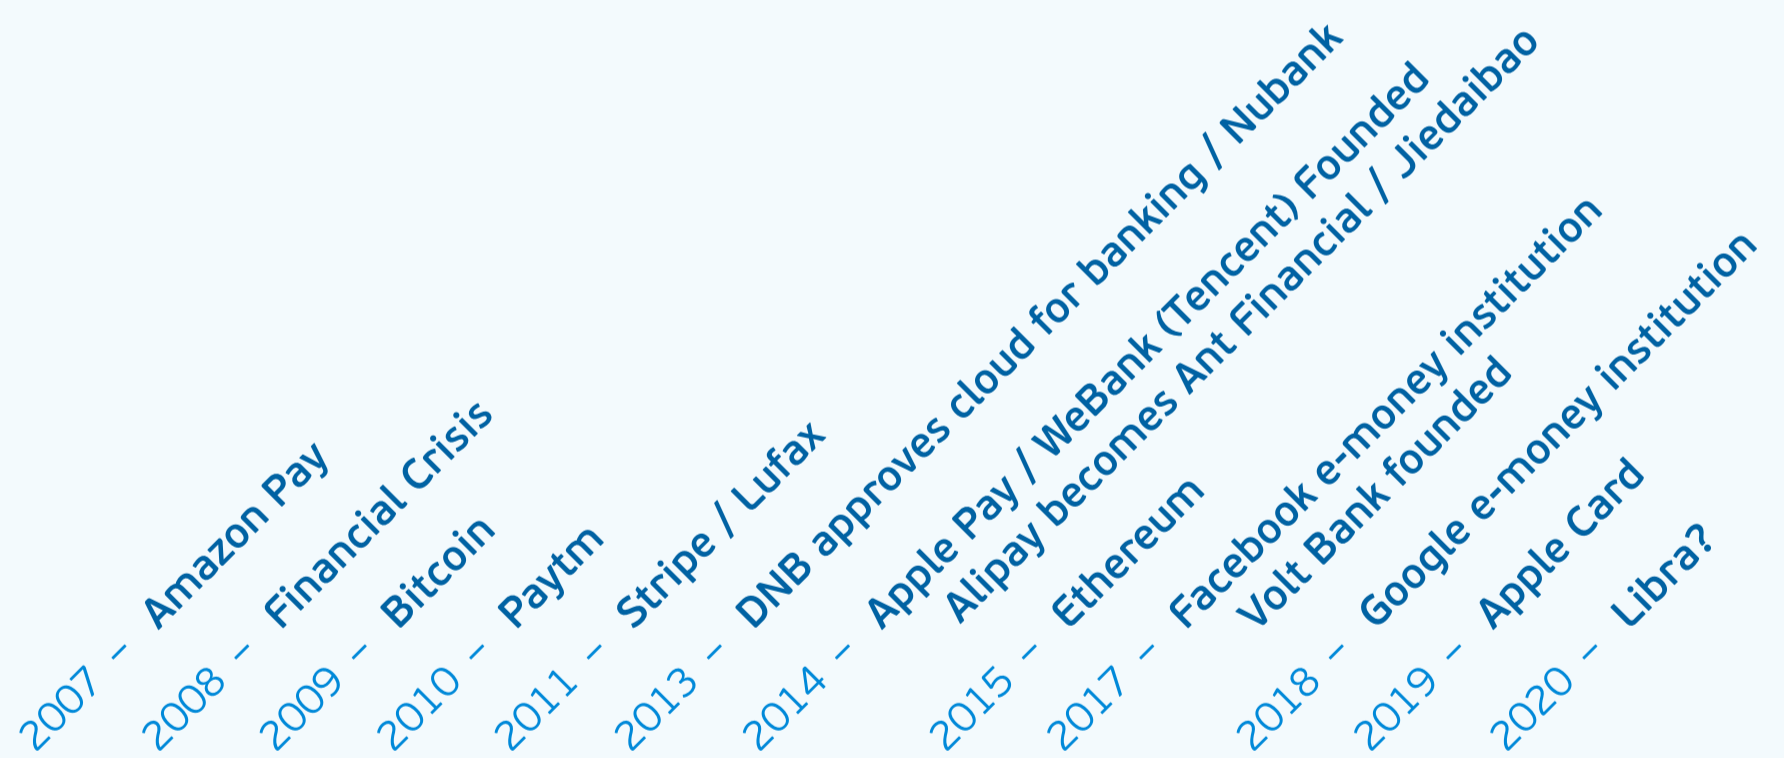 2007 – Amazon Pay
2008 – Financial Crisis
2009 – Bitcoin
2010 – Paytm
2011 – Stripe / Lufax
2013 – DNB approves cloud for banking / Nubank
2014 – Apple Pay / WeBank (Tencent) Founded
Alipay becomes Ant Financial / Jiedaibao
2015 – Ethereum
2017 – Facebook e-money institution
Volt Bank founded
2018 – Google e-money institution
2019 – Apple Card
2020 – Libra?